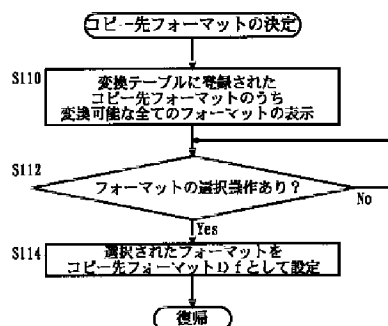 コピー先フォーマットの決定
S110
変換テーブルに登録された
コピー先フォーマットのうち
変換可能な全てのフォーマットの表示
S112
フォーマットの選択操作あり？
No
Yes
S114
選択されたフォーマットを
コピー先フォーマットDfとして設定
復帰